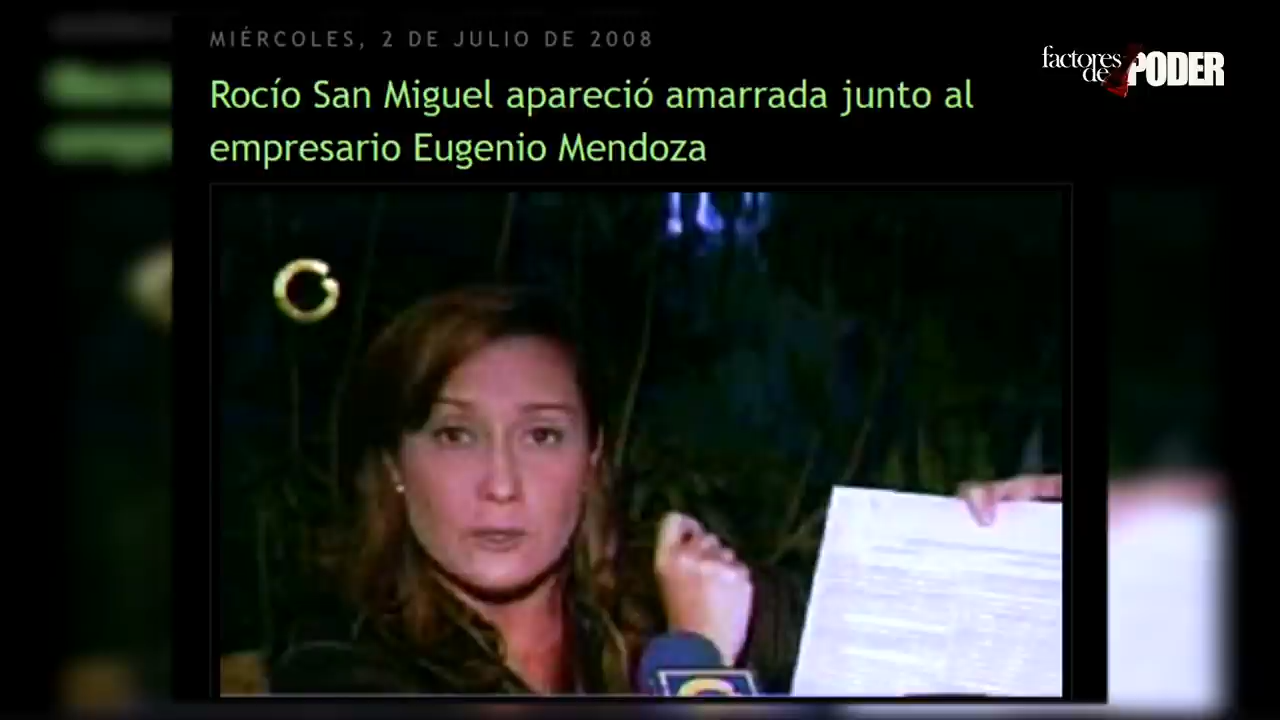 MIÉRCOLES, 2 DE JULIO DE 2008
factores
de PODER
Rocío San Miguel apareció amarrada junto al
empresario Eugenio Mendoza